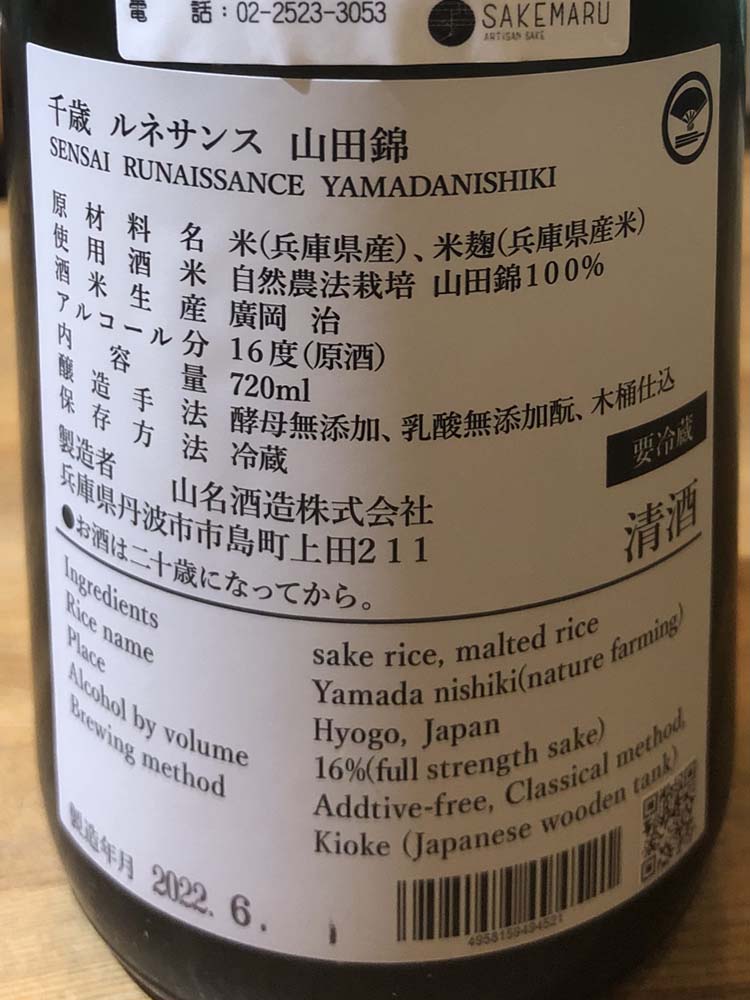 電 話：02-2523-3053
SAKEMARU
ARTISAN SAKE
千歳 ルネサンス 山田錦
SENSAI RUNAISSANCE YAMADANISHIKI
原材料名 米(兵庫県産)、米麹(兵庫県産米)
使用酒米 自然農法栽培 山田錦100%
酒米生産 廣岡 治
アルコール分 16度(原酒)
内容量 720ml
醸造手法 酵母無添加、乳酸無添加酛、木桶仕込
保存方法 冷蔵
要冷蔵
製造者 山名酒造株式会社
兵庫県丹波市市島町上田211
清酒
●お酒は二十歳になってから。
Ingredients sake rice, malted rice
Rice name Yamada nishiki(nature farming)
Place Hyogo, Japan
Alcohol by volume 16%(full strength sake)
Brewing method Addtive-free, Classical method,
Kioke (Japanese wooden tank)
製造年月 2022. 6.
4958159494521